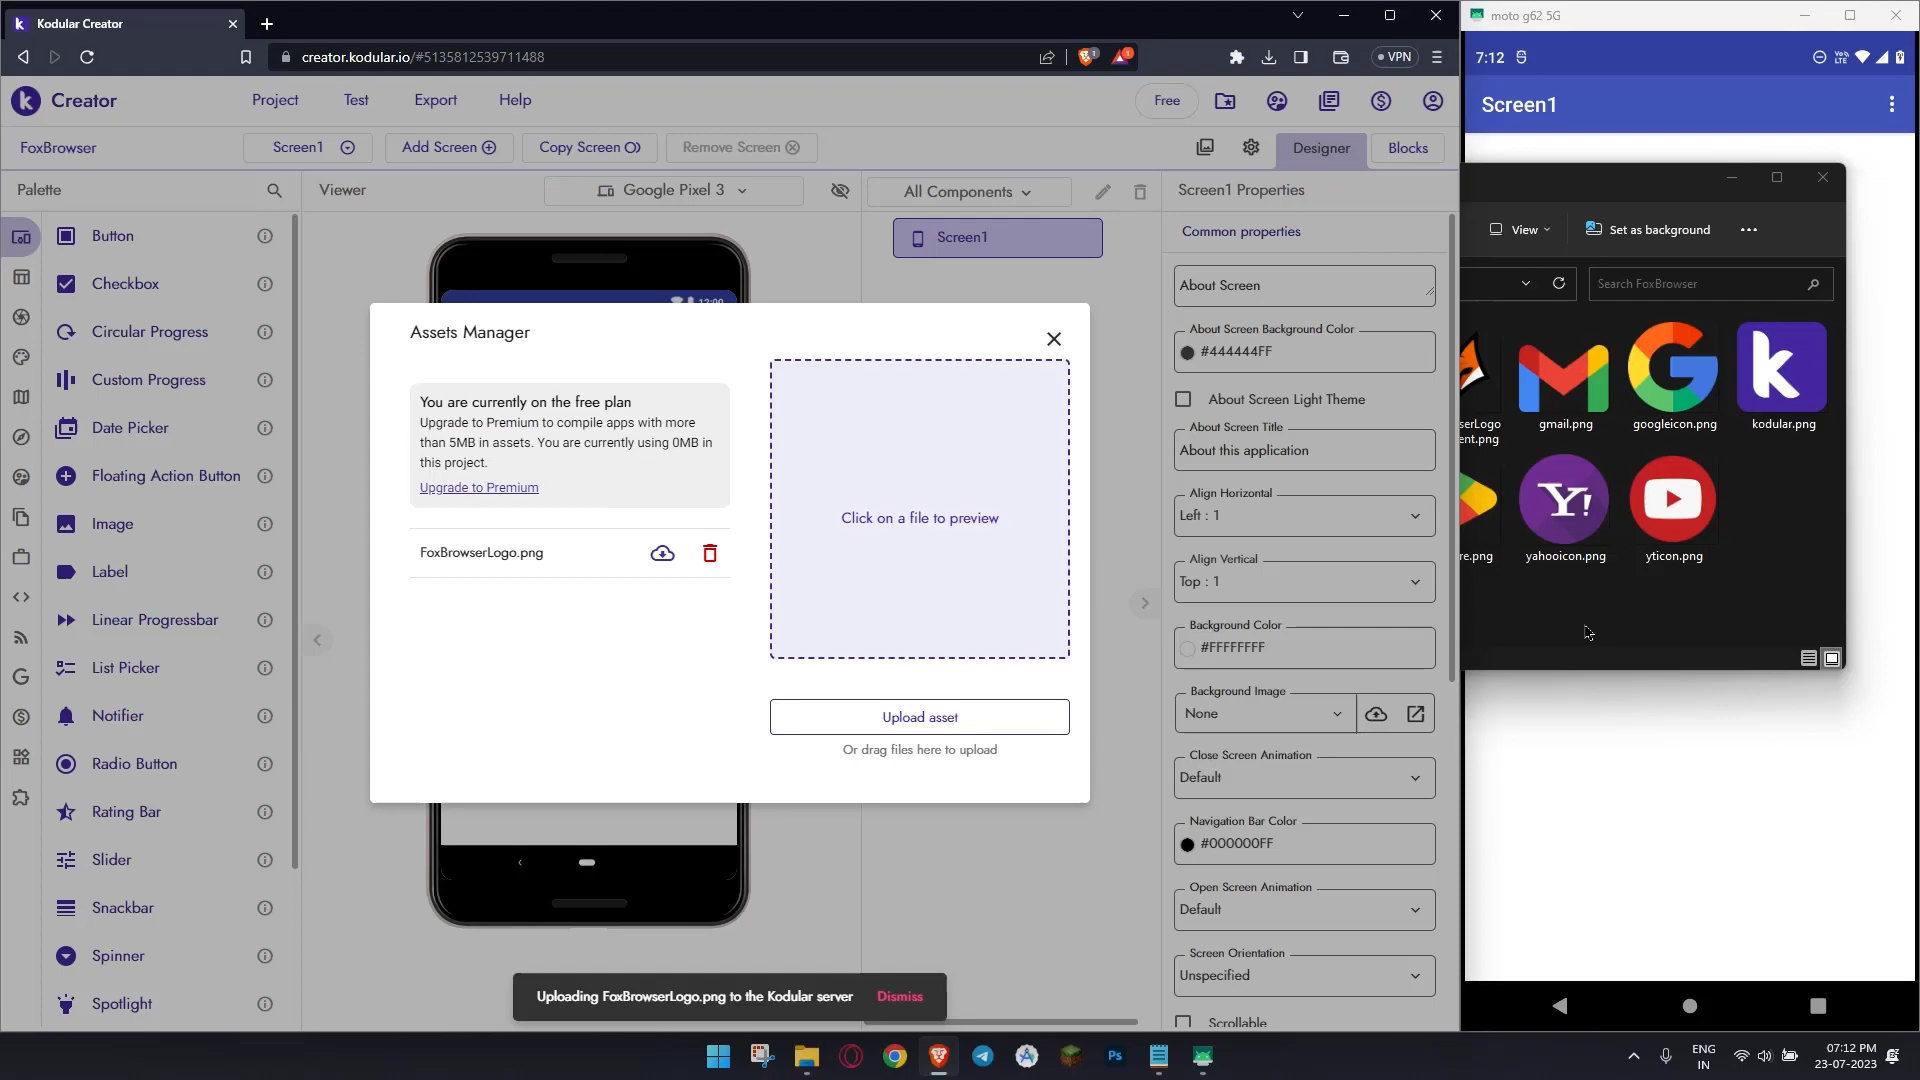 Kodular Creator
creator.kodular.io/#5135812539711488
1
1
VPN
Creator
Project
Test
Export
Help
Free
FoxBrowser
Screen1
Add Screen
Copy Screen
Remove Screen
Designer
Blocks
Palette
Viewer
Google Pixel 3
All Components
Screen1 Properties
Button
Checkbox
Circular Progress
Custom Progress
Date Picker
Floating Action Button
Image
Label
Linear Progressbar
List Picker
Notifier
Radio Button
Rating Bar
Slider
Snackbar
Spinner
Spotlight
Screen1
Assets Manager
You are currently on the free plan
Upgrade to Premium to compile apps with more
than 5MB in assets. You are currently using 0MB in
this project.
Upgrade to Premium
FoxBrowserLogo.png
Click on a file to preview
Upload asset
Or drag files here to upload
Uploading FoxBrowserLogo.png to the Kodular server
Dismiss
Common properties
About Screen
About Screen Background Color
#444444FF
About Screen Light Theme
About Screen Title
About this application
Align Horizontal
Left : 1
Align Vertical
Top : 1
Background Color
#FFFFFFFF
Background Image
None
Close Screen Animation
Default
Navigation Bar Color
#000000FF
Open Screen Animation
Default
Screen Orientation
Unspecified
Scrollable
moto g62 5G
7:12
Screen1
View
Set as background
Search FoxBrowser
serLogo
ent.png
gmail.png
googleicon.png
kodular.png
re.png
yahooicon.png
yticon.png
Y!
Ps
ENG
IN
07:12 PM
23-07-2023